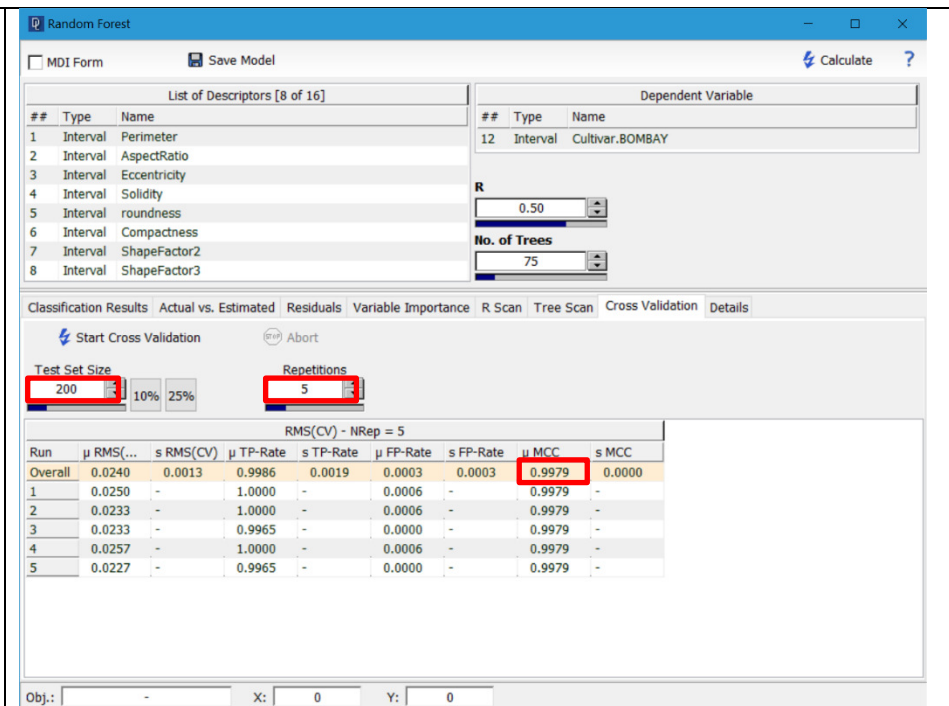 Random Forest
MDI Form Save Model Calculate ?
List of Descriptors [8 of 16]
## Type Name
1 Interval Perimeter
2 Interval AspectRatio
3 Interval Eccentricity
4 Interval Solidity
5 Interval roundness
6 Interval Compactness
7 Interval ShapeFactor2
8 Interval ShapeFactor3
Dependent Variable
## Type Name
12 Interval Cultivar.BOMBAY
R
0.50
No. of Trees
75
Classification Results Actual vs. Estimated Residuals Variable Importance R Scan Tree Scan Cross Validation Details
Start Cross Validation STOP Abort
Test Set Size Repetitions
200 10% 25% 5
RMS(CV) - NRep = 5
Run μ RMS(... s RMS(CV) μ TP-Rate s TP-Rate μ FP-Rate s FP-Rate μ MCC s MCC
Overall 0.0240 0.0013 0.9986 0.0019 0.0003 0.0003 0.9979 0.0000
1 0.0250 - 1.0000 - 0.0006 - 0.9979 -
2 0.0233 - 1.0000 - 0.0006 - 0.9979 -
3 0.0233 - 0.9965 - 0.0000 - 0.9979 -
4 0.0257 - 1.0000 - 0.0006 - 0.9979 -
5 0.0227 - 0.9965 - 0.0000 - 0.9979 -
Obj.: - X: 0 Y: 0